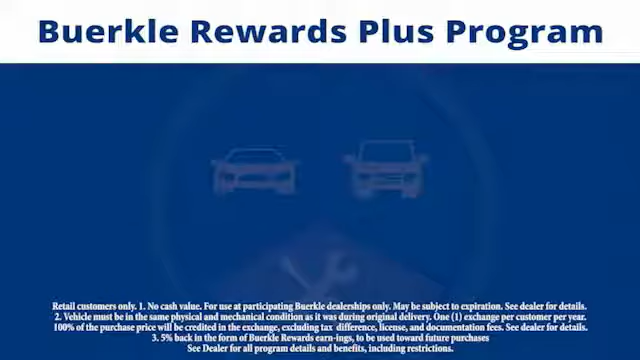 Buerkle Rewards Plus Program
Retail customers only. 1. No cash value. For use at participating Buerkle dealerships only. May be subject to expiration. See dealer for details.
2. Vehicle must be in the same physical and mechanical condition as it was during original delivery. One (1) exchange per customer per year.
100% of the purchase price will be credited in the exchange, excluding tax difference, license, and documentation fees. See dealer for details.
3. 5% back in the form of Buerkle Rewards earn-ings, to be used toward future purchases
See Dealer for all program details and benefits, including restrictions.